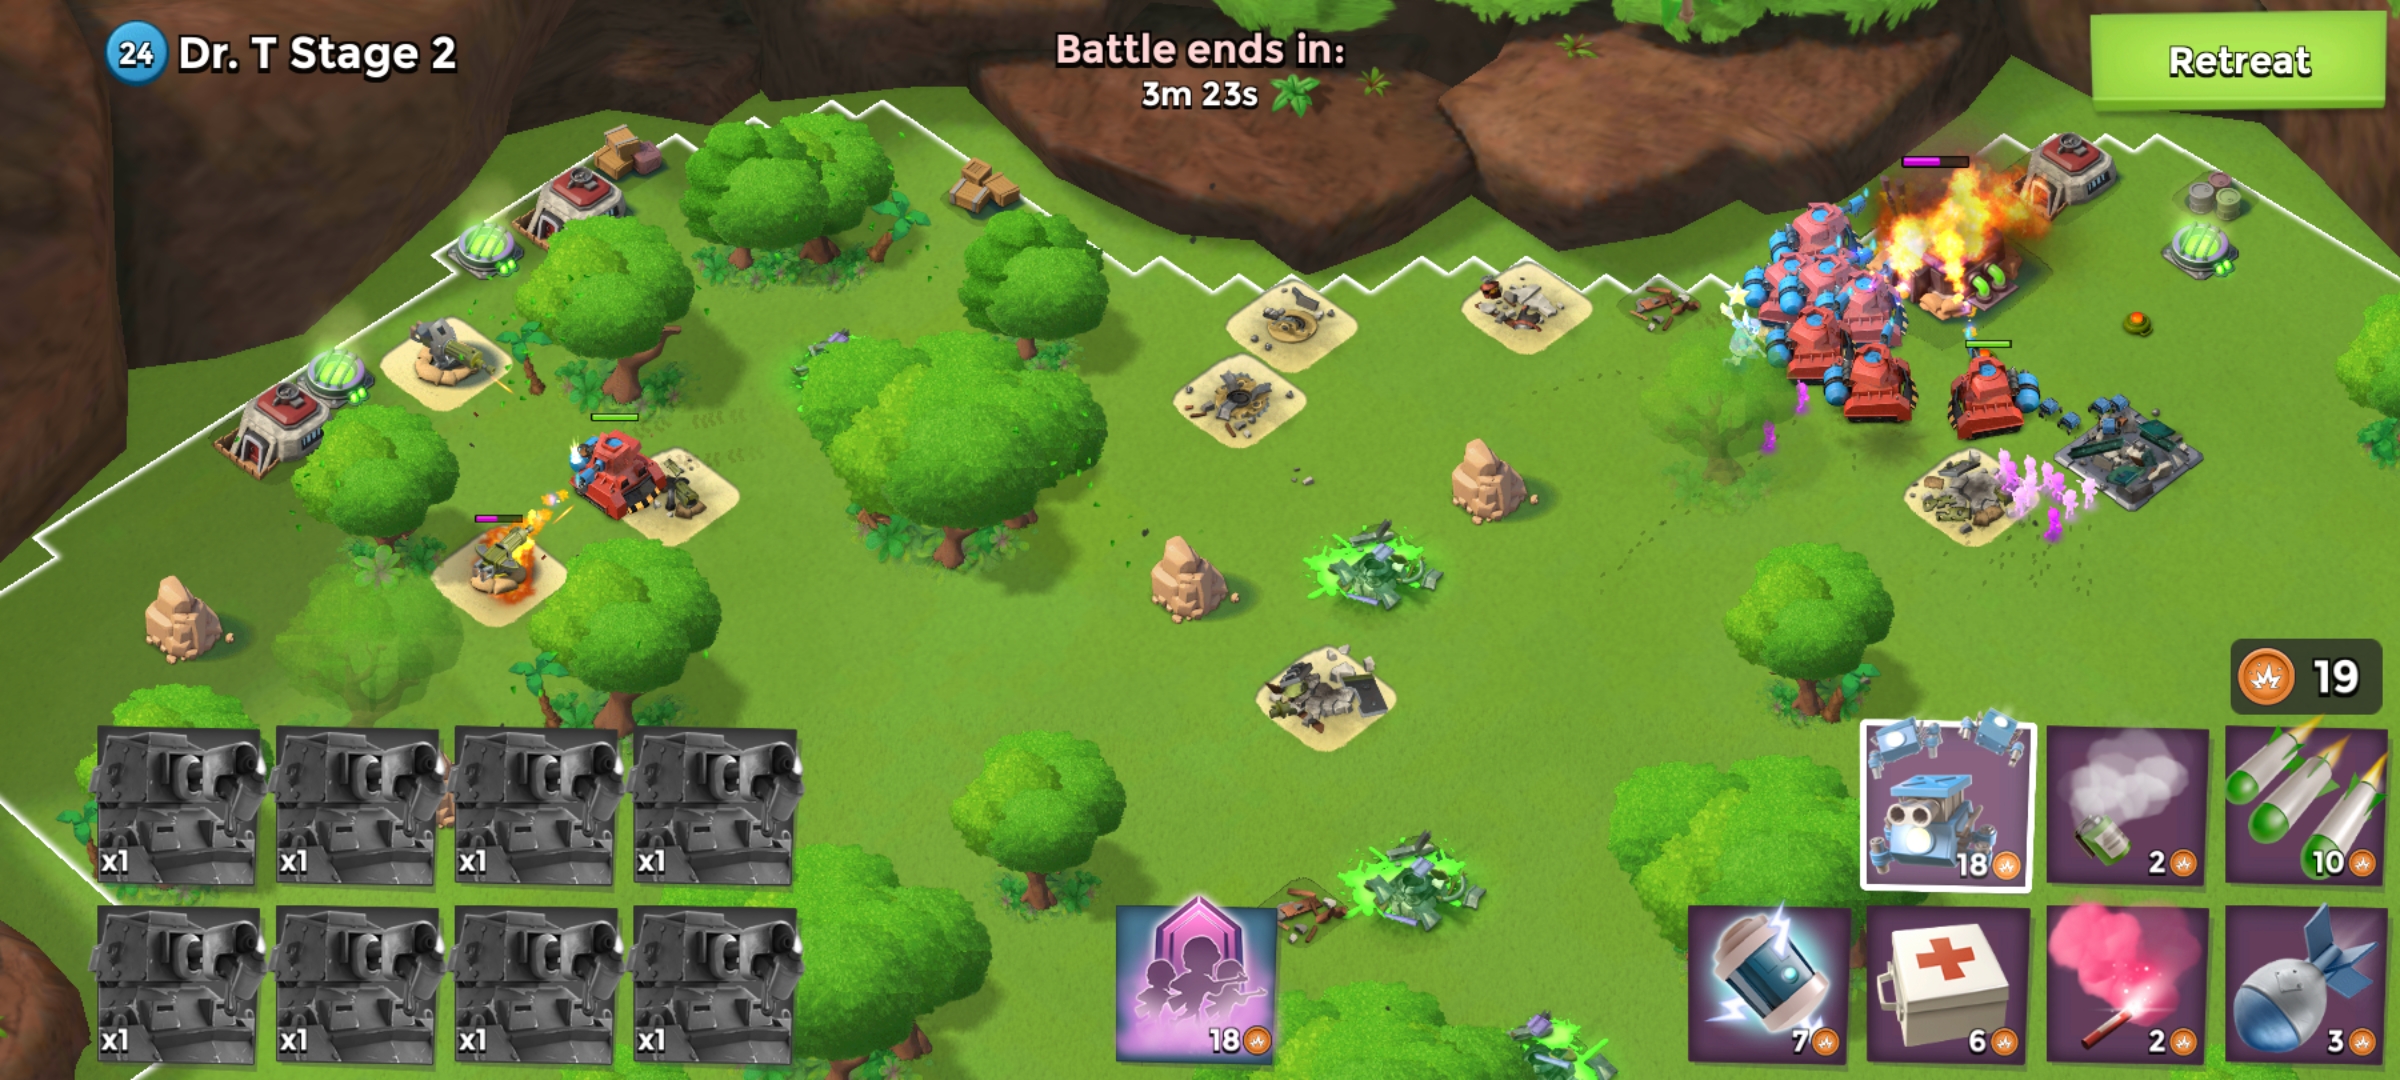 24 Dr. T Stage 2
Battle ends in:
3m 23s
Retreat
19
18
2
10
x1
x1
x1
x1
x1
x1
x1
x1
18
7
6
2
3